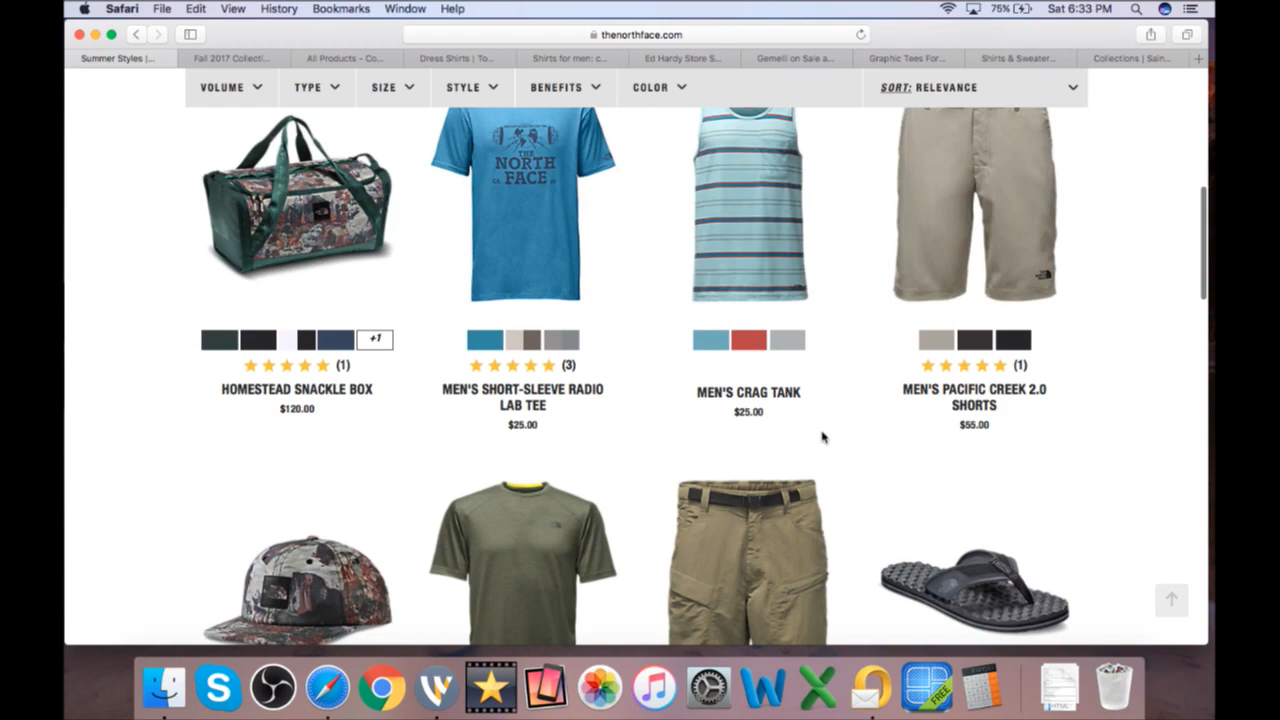 Safari File Edit View History Bookmarks Window Help 75% Sat 6:33 PM
thenorthface.com
Summer Styles |... Fall 2017 Collecti... All Products - Co... Dress Shirts | To... Shirts for men: c... Ed Hardy Store S... Gemell on Sale a... Graphic Tees For... Shirts & Sweater... Collections | Sain...
VOLUME TYPE SIZE STYLE BENEFITS COLOR SORT: RELEVANCE
THE
NORTH
FACE
+1
(1) (3) (1)
HOMESTEAD SNACKLE BOX
$120.00
MEN'S SHORT-SLEEVE RADIO
LAB TEE
$25.00
MEN'S CRAG TANK
$25.00
MEN'S PACIFIC CREEK 2.0
SHORTS
$55.00
FREE
HTML